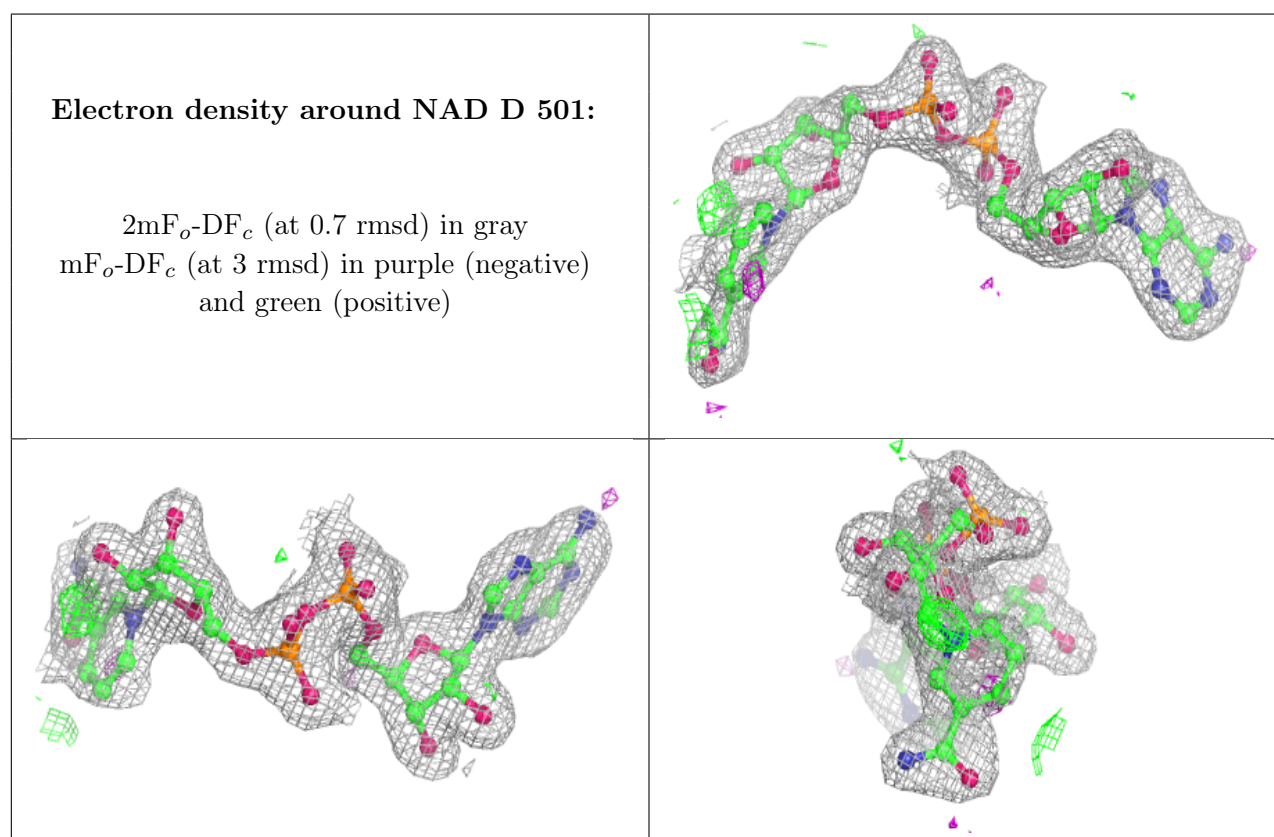 Electron density around NAD D 501:
2mFo-DFc (at 0.7 rmsd) in gray
mFo-DFc (at 3 rmsd) in purple (negative)
and green (positive)